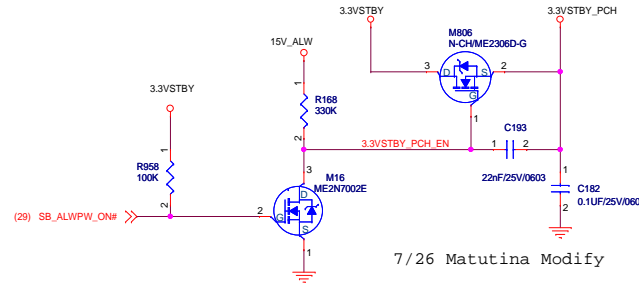 3.3VSTBY
3.3VSTBY_PCH
M806
N-CH/ME2306D-G
15V_ALW
3
D
S
2
G
1
3.3VSTBY
1
R168
330K
2
3.3VSTBY_PCH_EN
C193
1
2
22nF/25V/0603
1
R958
100K
2
3
M16
ME2N7002E
D
G
S
1
C182
0.1UF/25V/060
2
(29)
SB_ALWPW_ON#
2
1
7/26 Matutina Modify